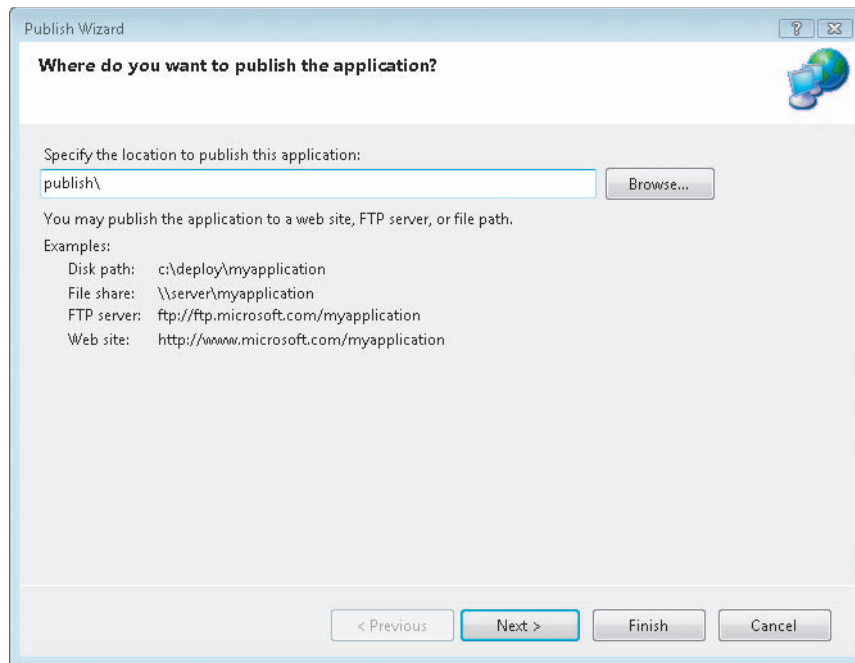 Publish Wizard
Where do you want to publish the application?
Specify the location to publish this application:
publish\
Browse...
You may publish the application to a web site, FTP server, or file path.
Examples:
Disk path: c:\deploy\myapplication
File share: \\server\myapplication
FTP server: ftp://ftp.microsoft.com/myapplication
Web site: http://www.microsoft.com/myapplication
< Previous Next > Finish Cancel